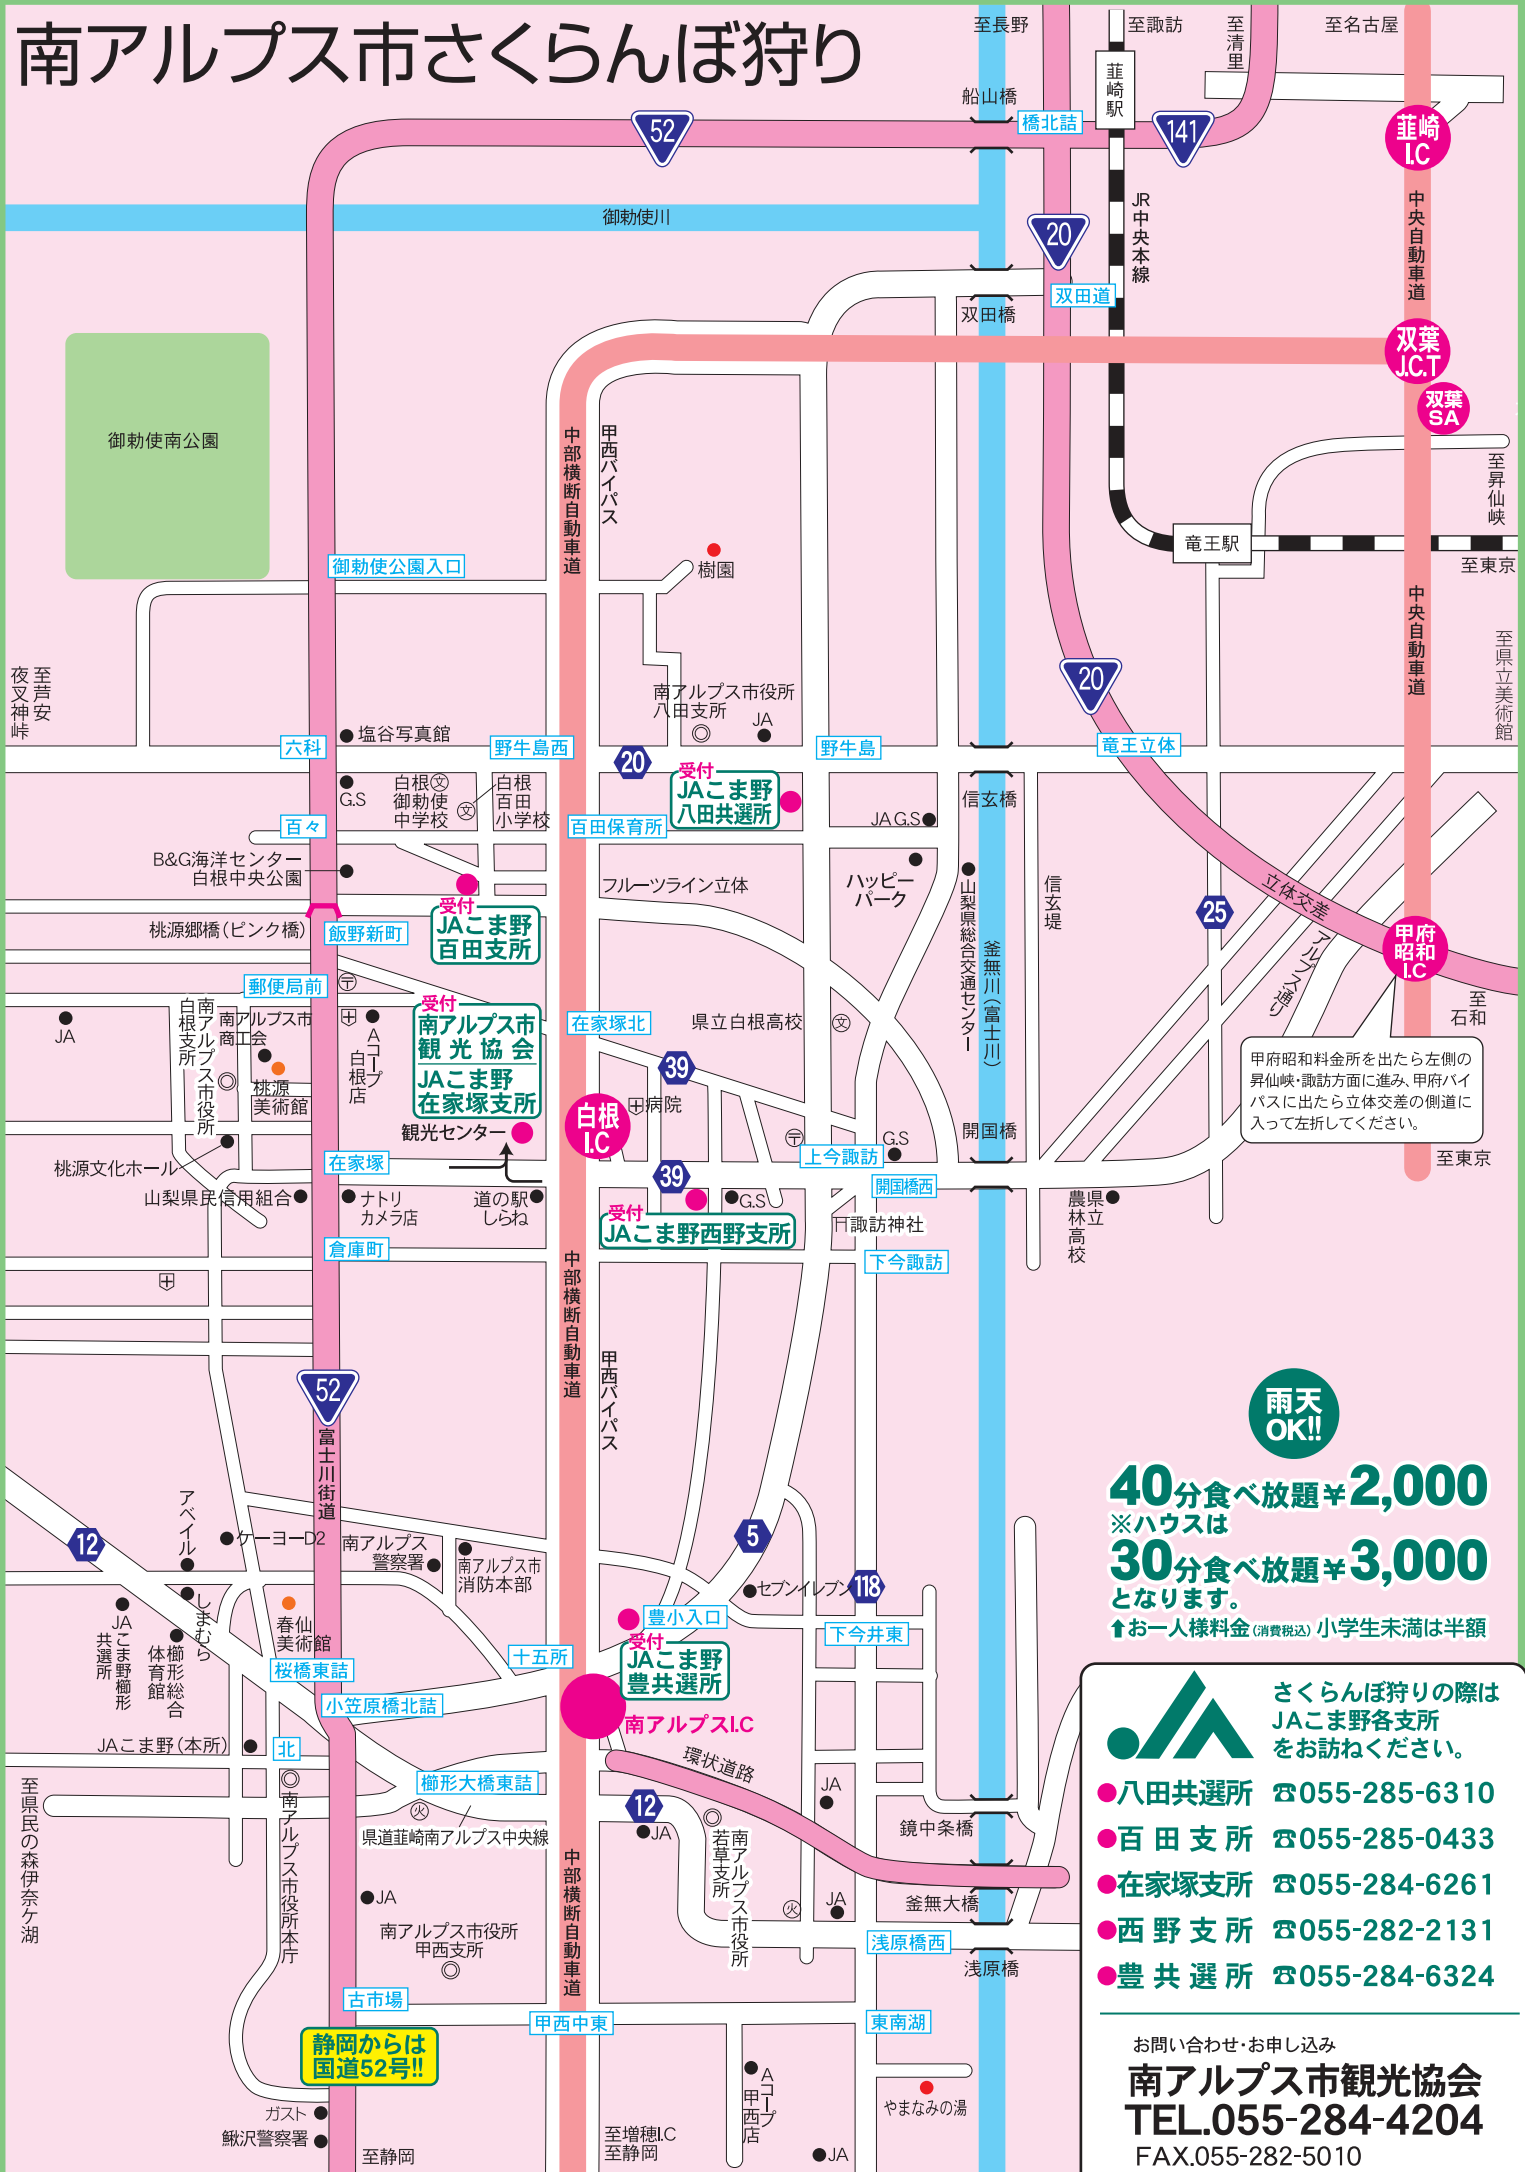 南アルプス市さくらんぼ狩り
至長野
至諏訪
至清里
至名古屋
船山橋
橋北詰
韮崎駅
52
141
韮崎
I.C
JR中央本線
中央自動車道
御勅使川
20
双田道
双田橋
双葉
J.C.T
双葉
SA
御勅使南公園
中部横断自動車道
甲西バイパス
至昇仙峡
竜王駅
至東京
樹園
御勅使公園入口
中央自動車道
至県立美術館
至芦安
夜叉神峠
20
南アルプス市役所
八田支所
JA
塩谷写真館
六科
野牛島西
20
野牛島
竜王立体
受付
JAこま野
八田共選所
G.S
白根文
御勅使
中学校
文
白根
百田
小学校
信玄橋
百々
百田保育所
JA G.S
B&G海洋センター
白根中央公園
フルーツライン立体
ハッピー
パーク
山梨県総合交通センター
信玄堤
立体交差
25
アルプス通り
受付
JAこま野
百田支所
桃源郷橋(ピンク橋)
飯野新町
釜無川(富士川)
甲府
昭和
I.C
郵便局前
〒
至
石和
JA
南アルプス市役所
白根支所
南アルプス市
商工会
Aコープ
白根店
受付
南アルプス市
観光協会
JAこま野
在家塚支所
在家塚北
県立白根高校
文
39
桃源
美術館
甲府昭和料金所を出たら左側の
昇仙峡・諏訪方面に進み、甲府バイ
パスに出たら立体交差の側道に
入って左折してください。
白根
I.C
病院
観光センター
〒
G.S
開国橋
桃源文化ホール
在家塚
上今諏訪
至東京
39
開国橋西
山梨県民信用組合
ナトリ
カメラ店
道の駅
しらね
G.S
農林高校
県立
受付
JAこま野西野支所
諏訪神社
倉庫町
下今諏訪
中部横断自動車道
甲西バイパス
52
富士川街道
雨天
OK!!
40分食べ放題¥2,000
※ハウスは
30分食べ放題¥3,000
となります。
⬆お一人様料金(消費税込)小学生未満は半額
12
アベイル
ケーヨーD2
南アルプス
警察署
南アルプス市
消防本部
5
セブンイレブン
118
しまむら
JAこま野櫛形
共選所
櫛形総合
体育館
春仙
美術館
豊小入口
受付
JAこま野
豊共選所
下今井東
桜橋東詰
十五所
小笠原橋北詰
南アルプスI.C
JAこま野(本所)
北
環状道路
櫛形大橋東詰
火
県道韮崎南アルプス中央線
12
JA
JA
鏡中条橋
至県民の森伊奈ケ湖
南アルプス市役所本庁
南アルプス市役所
若草支所
JA
火
JA
釜無大橋
南アルプス市役所
甲西支所
中部横断自動車道
浅原橋西
浅原橋
古市場
甲西中東
東南湖
静岡からは
国道52号!!
Aコープ
甲西店
やまなみの湯
ガスト
鰍沢警察署
至静岡
至増穂I.C
至静岡
JA
さくらんぼ狩りの際は
JAこま野各支所
をお訪ねください。
●八田共選所 ☎055-285-6310
●百田支所 ☎055-285-0433
●在家塚支所 ☎055-284-6261
●西野支所 ☎055-282-2131
●豊共選所 ☎055-284-6324
お問い合わせ・お申し込み
南アルプス市観光協会
TEL.055-284-4204
FAX.055-282-5010